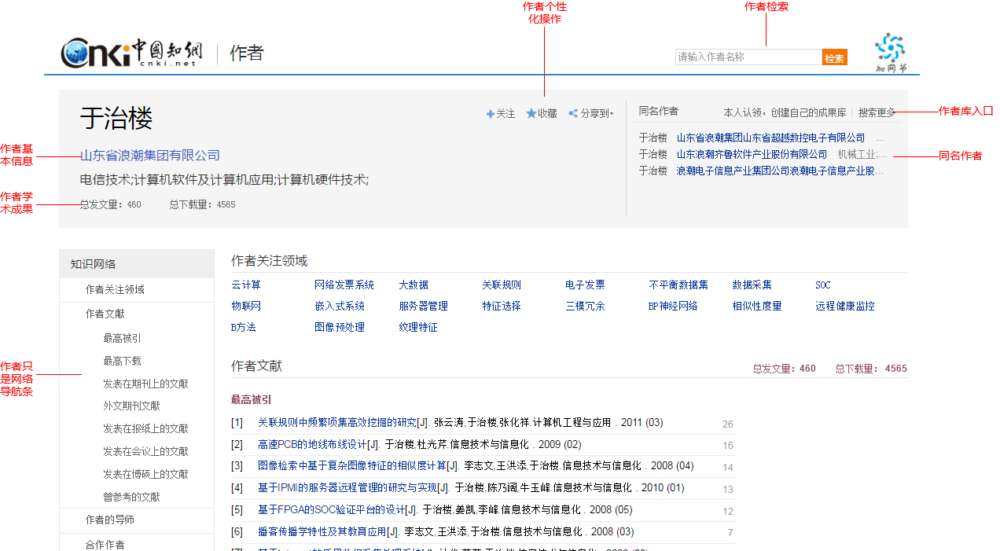 作者个性
化操作
作者检索
cnki 中国知网
cnki.net
作者
请输入作者名称
检索
知网节
于治楼
关注 收藏 分享到
同名作者 本人认领，创建自己的成果库 搜索更多
作者库入口
于治楼 山东省浪潮集团山东省超越数控电子有限公司 ...
于治楼 山东浪潮齐鲁软件产业股份有限公司 机械工业;...
于治楼 浪潮电子信息产业集团公司浪潮电子信息产业股...
同名作者
作者基
本信息
山东省浪潮集团有限公司
电信技术;计算机软件及计算机应用;计算机硬件技术;
作者学
术成果
总发文量：460 总下载量：4565
知识网络
作者关注领域
作者文献
最高被引
最高下载
发表在期刊上的文献
外文期刊文献
发表在报纸上的文献
发表在会议上的文献
发表在博硕上的文献
曾参考的文献
作者的导师
合作作者
作者只
是网络
导航条
作者关注领域
云计算 网络发票系统 大数据 关联规则 电子发票 不平衡数据集 数据采集 SOC
物联网 嵌入式系统 服务器管理 特征选择 三模冗余 BP神经网络 相似性度量 远程健康监控
B方法 图像预处理 纹理特征
作者文献 总发文量：460 总下载量：4565
最高被引
[1] 关联规则中频繁项集高效挖掘的研究[J]. 张云涛,于治楼,张化祥.计算机工程与应用 . 2011 (03) 26
[2] 高速PCB的地线布线设计[J]. 于治楼,杜光芹.信息技术与信息化 . 2009 (02) 16
[3] 图像检索中基于复杂图像特征的相似度计算[J]. 李志文,王洪添,于治楼.信息技术与信息化 . 2008 (04) 14
[4] 基于IPMI的服务器远程管理的研究与实现[J]. 于治楼,陈乃阔,牛玉峰.信息技术与信息化 . 2010 (01) 13
[5] 基于FPGA的SOC验证平台的设计[J]. 于治楼,姜凯,李峰.信息技术与信息化 . 2008 (05) 12
[6] 播客传播学特性及其教育应用[J]. 李志文,王洪添,于治楼.信息技术与信息化 . 2008 (03) 7